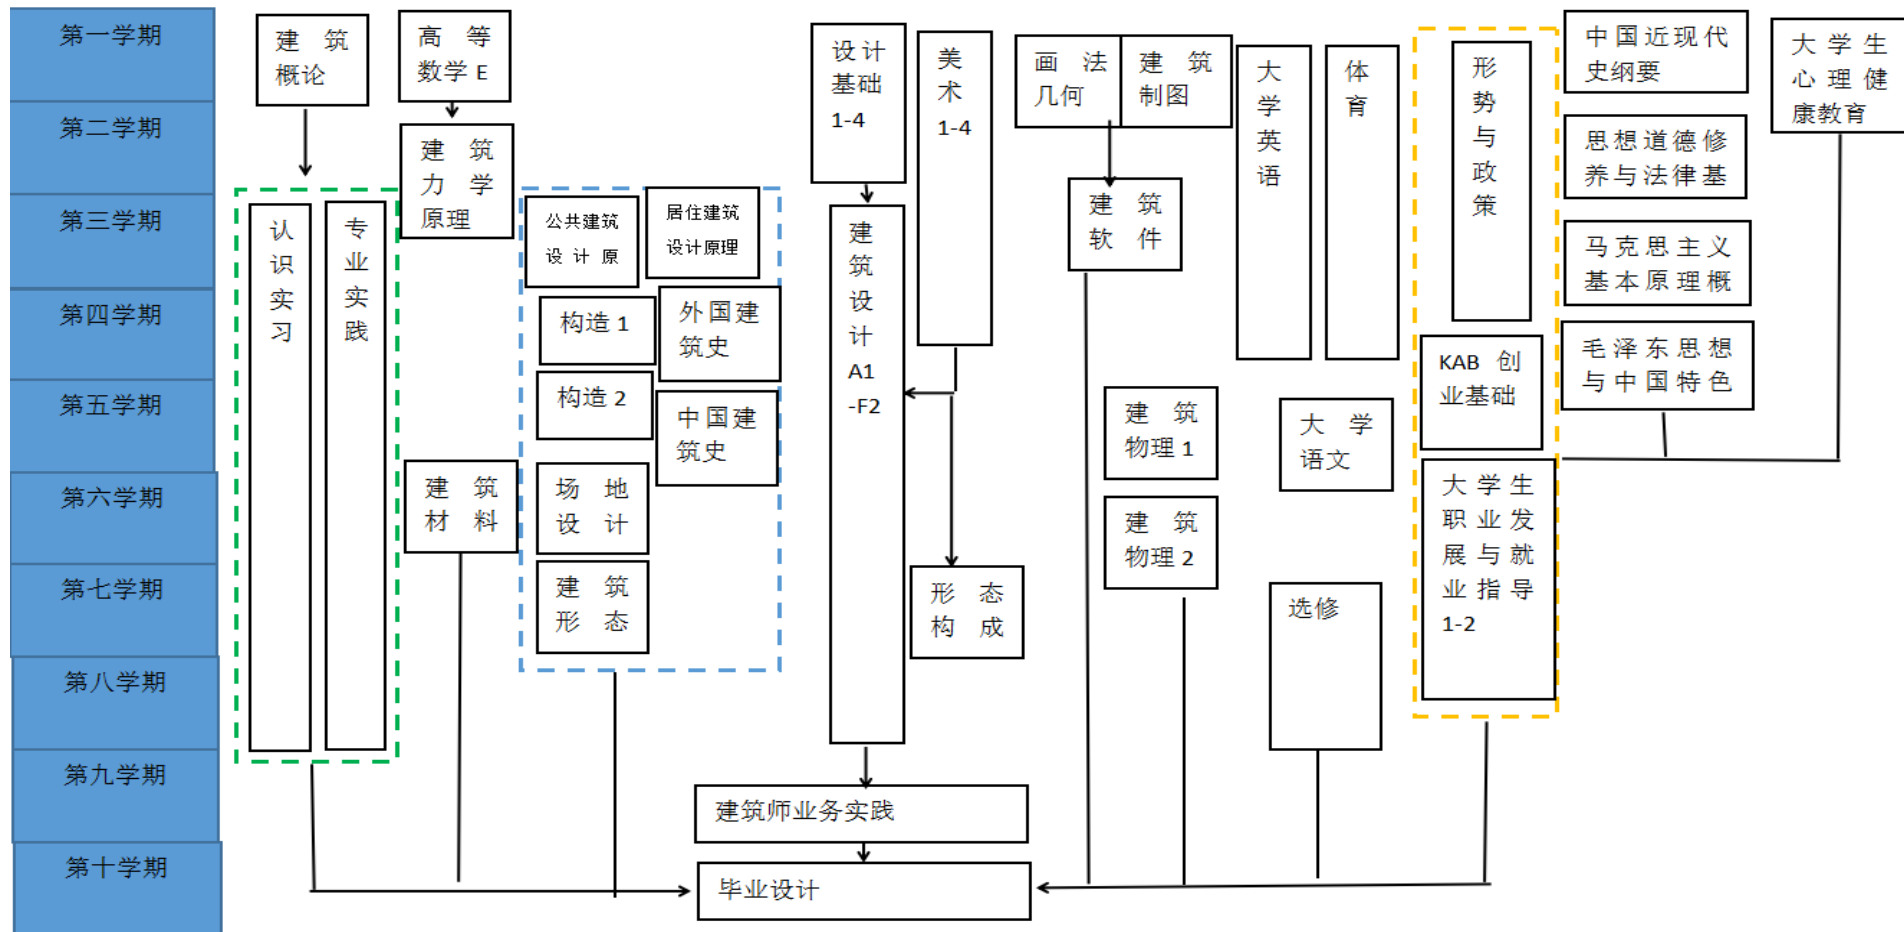 第一学期
第二学期
第三学期
第四学期
第五学期
第六学期
第七学期
第八学期
第九学期
第十学期
建筑
概论
高等
数学 E
建筑
力学
原理
认识实习
专业实践
公共建筑
设计原
居住建筑
设计原理
构造 1
外国建
筑史
构造 2
中国建
筑史
建筑
材料
场地
设计
建筑
形态
设计
基础
1-4
美术
1-4
建筑设计
A1
-F2
形态
构成
建筑师业务实践
毕业设计
画法
几何
建筑
制图
建筑
软件
建筑
物理 1
建筑
物理 2
大学英语
体育
大学
语文
选修
形势与政策
KAB 创
业基础
大学生
职业发
展与就
业指导
1-2
中国近现代
史纲要
思想道德修
养与法律基
马克思主义
基本原理概
毛泽东思想
与中国特色
大学生
心理健
康教育